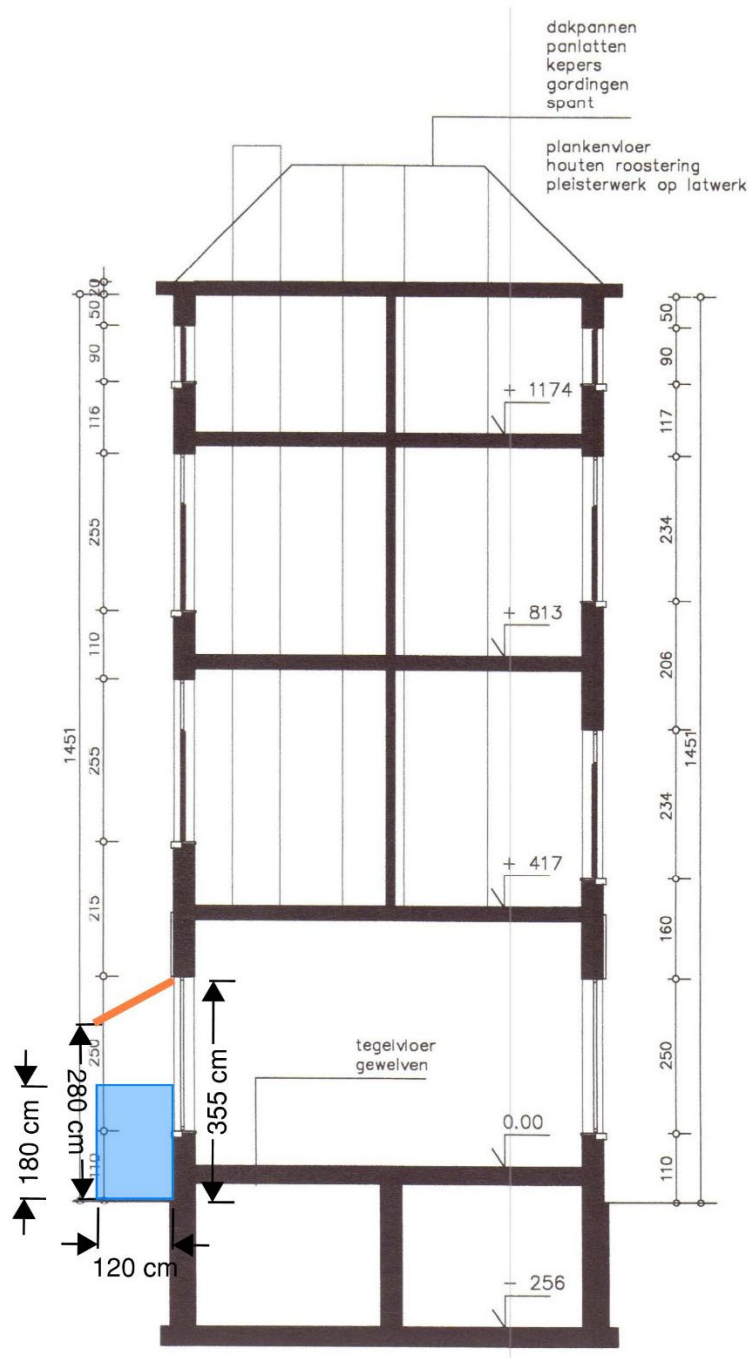 dakpannen
panlatten
kepers
gordingen
spant
plankenvloer
houten roostering
pleisterwerk op latwerk
20
50
90
116
255
110
255
215
250
110
1451
50
90
117
234
206
234
160
250
110
1451
+ 1174
+ 813
+ 417
tegelvloer
gewelven
0.00
- 256
355 cm
280 cm
180 cm
120 cm